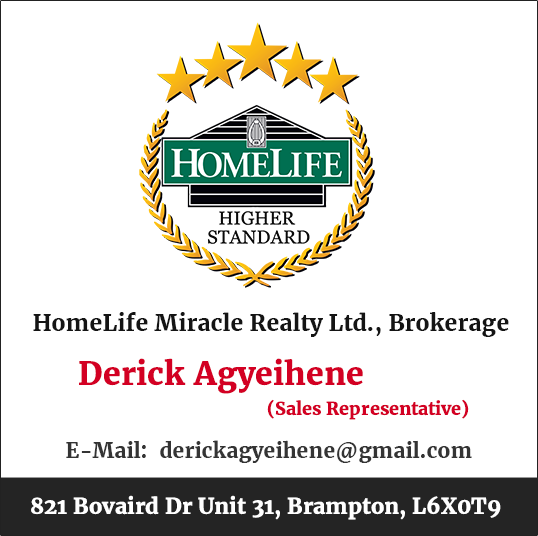 HOMELIFE
HIGHER
STANDARD
HomeLife Miracle Realty Ltd., Brokerage
Derick Agyeihene
(Sales Representative)
E-Mail: derickagyeihene@gmail.com
821 Bovaird Dr Unit 31, Brampton, L6X0T9